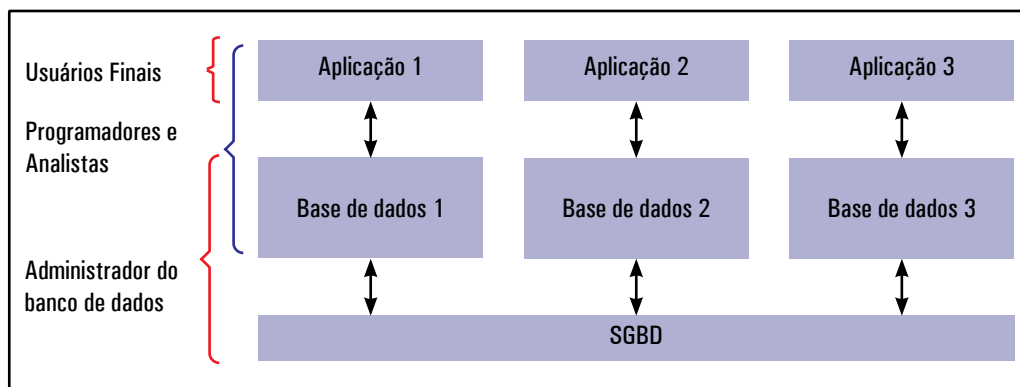 Usuários Finais
Aplicação 1
Aplicação 2
Aplicação 3
Programadores e
Analistas
Base de dados 1
Base de dados 2
Base de dados 3
Administrador do
banco de dados
SGBD